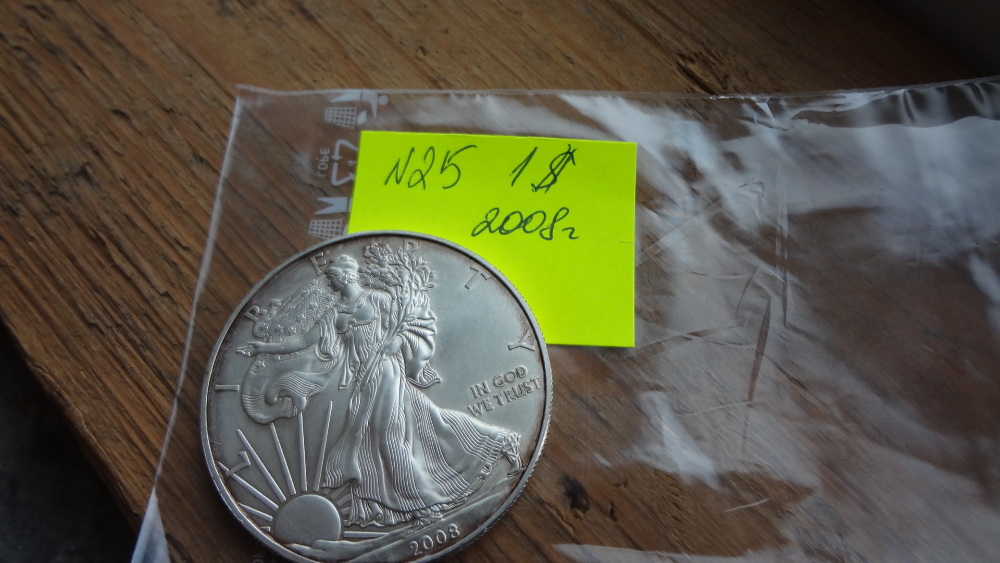 N25 1$
2008г
LIBERTY
IN GOD
WE TRUST
2008